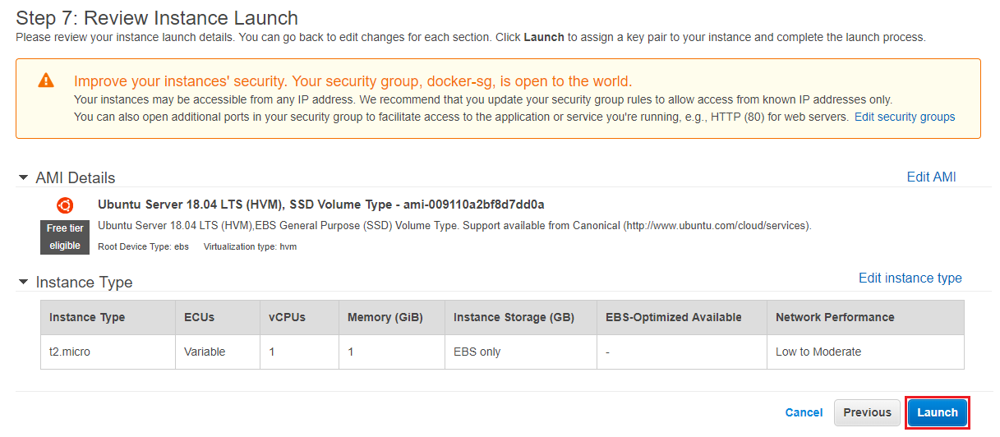 Step 7: Review Instance Launch
Please review your instance launch details. You can go back to edit changes for each section. Click Launch to assign a key pair to your instance and complete the launch process.
Improve your instances' security. Your security group, docker-sg, is open to the world.
Your instances may be accessible from any IP address. We recommend that you update your security group rules to allow access from known IP addresses only.
You can also open additional ports in your security group to facilitate access to the application or service you're running, e.g., HTTP (80) for web servers. Edit security groups
AMI Details Edit AMI
Ubuntu Server 18.04 LTS (HVM), SSD Volume Type - ami-009110a2bf8d7dd0a
Free tier
eligible
Ubuntu Server 18.04 LTS (HVM),EBS General Purpose (SSD) Volume Type. Support available from Canonical (http://www.ubuntu.com/cloud/services).
Root Device Type: ebs Virtualization type: hvm
Instance Type Edit instance type
Instance Type ECUs vCPUs Memory (GiB) Instance Storage (GB) EBS-Optimized Available Network Performance
t2.micro Variable 1 1 EBS only - Low to Moderate
Cancel Previous Launch